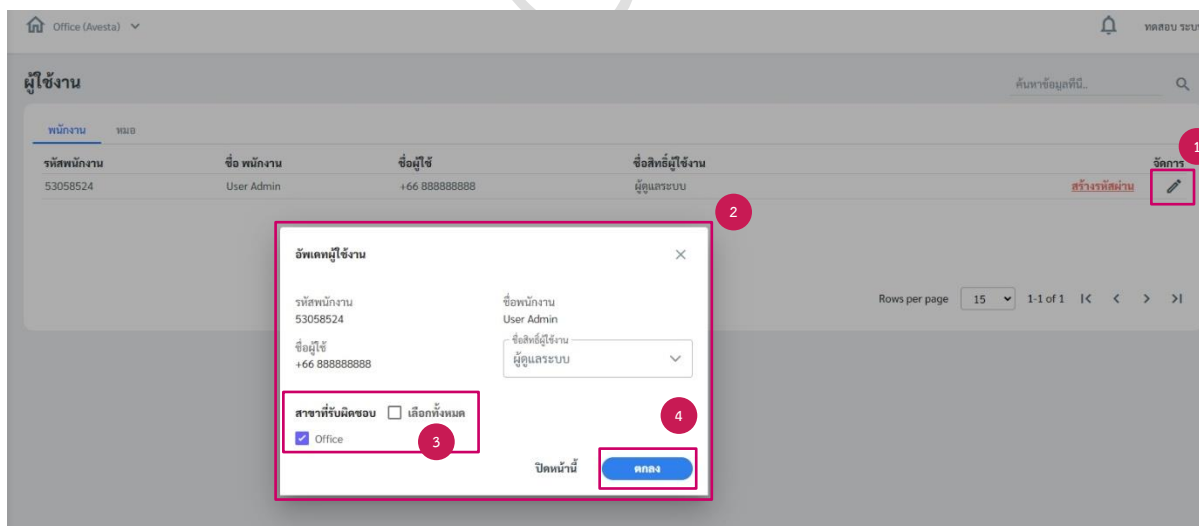 Office (Avesta)
ทดสอบ ระบบ
ผู้ใช้งาน
ค้นหาข้อมูลที่นี่..
พนักงาน หมอ
1
รหัสพนักงาน ชื่อ พนักงาน ชื่อผู้ใช้ ชื่อสิทธิ์ผู้ใช้งาน จัดการ
53058524 User Admin +66 888888888 ผู้ดูแลระบบ สร้างรหัสผ่าน
2
อัพเดทผู้ใช้งาน
รหัสพนักงาน ชื่อพนักงาน
53058524 User Admin
Rows per page 15 1-1 of 1
ชื่อผู้ใช้ ชื่อสิทธิ์ผู้ใช้งาน
+66 888888888 ผู้ดูแลระบบ
สาขาที่รับผิดชอบ เลือกทั้งหมด
4
Office
3
ปิดหน้านี้ ตกลง